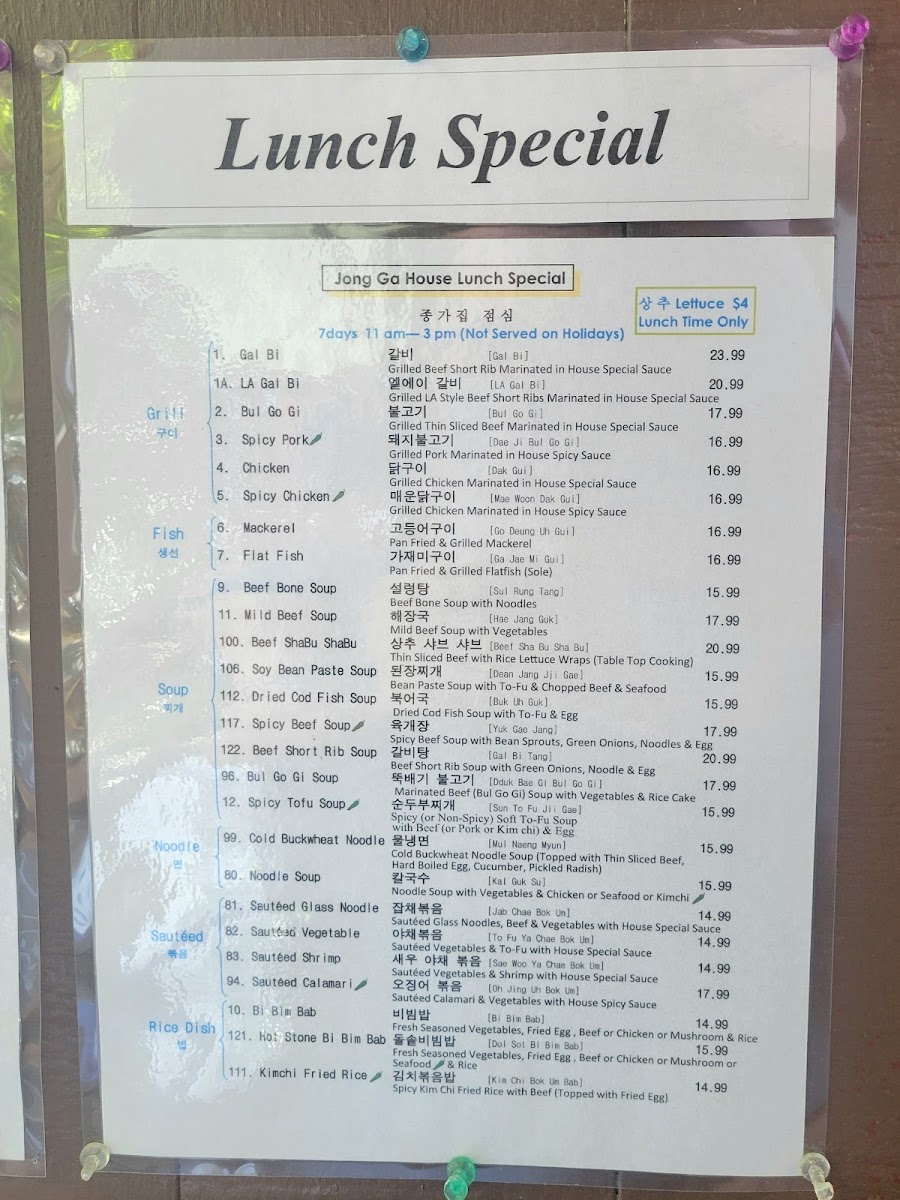 Lunch Special
Jong Ga House Lunch Special
종가집 점심
7days 11 am— 3 pm (Not Served on Holidays)
상추 Lettuce $4
Lunch Time Only
Grill
구이
1. Gal Bi 갈비 [Gal Bi] 23.99
Grilled Beef Short Rib Marinated in House Special Sauce
1A. LA Gal Bi 엘에이 갈비 [LA Gal Bi] 20.99
Grilled LA Style Beef Short Ribs Marinated in House Special Sauce
2. Bul Go Gi 불고기 [Bul Go Gi] 17.99
Grilled Thin Sliced Beef Marinated in House Special Sauce
3. Spicy Pork 돼지불고기 [Dae Ji Bul Go Gi] 16.99
Grilled Pork Marinated in House Spicy Sauce
4. Chicken 닭구이 [Dak Gui] 16.99
Grilled Chicken Marinated in House Special Sauce
5. Spicy Chicken 매운닭구이 [Mae Woon Dak Gui] 16.99
Grilled Chicken Marinated in House Spicy Sauce
Fish
생선
6. Mackerel 고등어구이 [Go Deung Uh Gui] 16.99
Pan Fried & Grilled Mackerel
7. Flat Fish 가재미구이 [Ga Jae Mi Gui] 16.99
Pan Fried & Grilled Flatfish (Sole)
Soup
찌개
9. Beef Bone Soup 설렁탕 [Sul Rung Tang] 15.99
Beef Bone Soup with Noodles
11. Mild Beef Soup 해장국 [Hae Jang Guk] 17.99
Mild Beef Soup with Vegetables
100. Beef ShaBu ShaBu 상추 샤브 샤브 [Beef Sha Bu Sha Bu] 20.99
Thin Sliced Beef with Rice Lettuce Wraps (Table Top Cooking)
106. Soy Bean Paste Soup 된장찌개 [Dean Jang Jji Gae] 15.99
Bean Paste Soup with To-Fu & Chopped Beef & Seafood
112. Dried Cod Fish Soup 북어국 [Buk Uh Guk] 15.99
Dried Cod Fish Soup with To-Fu & Egg
117. Spicy Beef Soup 육개장 [Yuk Gae Jang] 17.99
Spicy Beef Soup with Bean Sprouts, Green Onions, Noodles & Egg
122. Beef Short Rib Soup 갈비탕 [Gal Bi Tang] 20.99
Beef Short Rib Soup with Green Onions, Noodle & Egg
96. Bul Go Gi Soup 뚝배기 불고기 [Dduk Bae Gi Bul Go Gi] 17.99
Marinated Beef (Bul Go Gi) Soup with Vegetables & Rice Cake
12. Spicy Tofu Soup 순두부찌개 [Sun To Fu Jji Gae] 15.99
Spicy (or Non-Spicy) Soft To-Fu Soup
with Beef (or Pork or Kim chi) & Egg
Noodle
면
99. Cold Buckwheat Noodle 물냉면 [Mul Naeng Myun] 15.99
Cold Buckwheat Noodle Soup (Topped with Thin Sliced Beef,
Hard Boiled Egg, Cucumber, Pickled Radish)
80. Noodle Soup 칼국수 [Kal Guk Su] 15.99
Noodle Soup with Vegetables & Chicken or Seafood or Kimchi
Sautéed
볶음
81. Sautéed Glass Noodle 잡채볶음 [Jab Chae Bok Um] 14.99
Sautéed Glass Noodles, Beef & Vegetables with House Special Sauce
82. Sautéed Vegetable 야채볶음 [To Fu Ya Chae Bok Um] 14.99
Sautéed Vegetables & To-Fu with House Special Sauce
83. Sautéed Shrimp 새우 야채 볶음 [Sae Woo Ya Chae Bok Um] 14.99
Sautéed Vegetables & Shrimp with House Special Sauce
94. Sautéed Calamari 오징어 볶음 [Oh Jing Uh Bok Um] 17.99
Sautéed Calamari & Vegetables with House Spicy Sauce
Rice Dish
밥
10. Bi Bim Bab 비빔밥 [Bi Bim Bab] 14.99
Fresh Seasoned Vegetables, Fried Egg , Beef or Chicken or Mushroom & Rice
121. Hot Stone Bi Bim Bab 돌솥비빔밥 [Dol Sot Bi Bim Bab] 15.99
Fresh Seasoned Vegetables, Fried Egg , Beef or Chicken or Mushroom or
Seafood & Rice
111. Kimchi Fried Rice 김치볶음밥 [Kim Chi Bok Um Bab] 14.99
Spicy Kim Chi Fried Rice with Beef (Topped with Fried Egg)